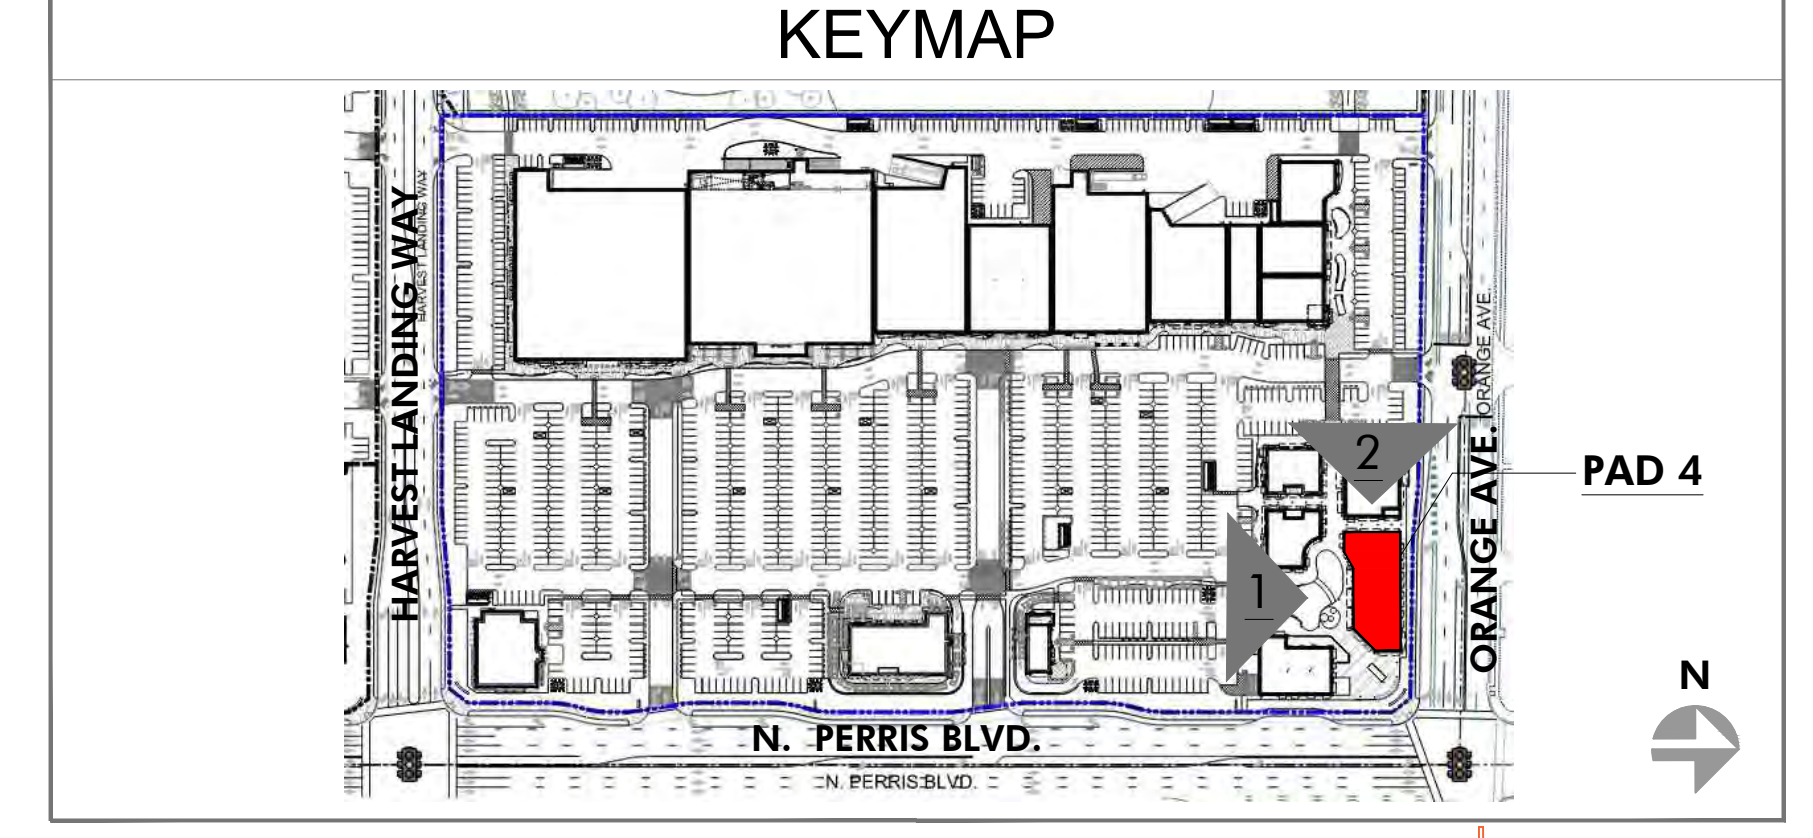 KEYMAP
HARVEST LANDING WAY
HARVEST LANDING WAY
ORANGE AVE.
ORANGE AVE.
2
PAD 4
1
N
N. PERRIS BLVD.
N. PERRIS BLVD.